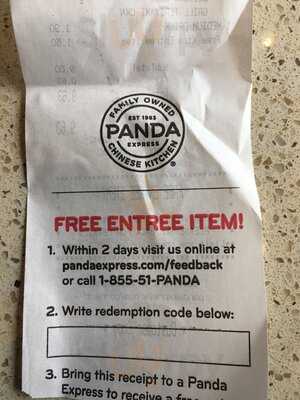 FAMILY OWNED
EST 1983
PANDA
EXPRESS
CHINESE KITCHEN
®
FREE ENTREE ITEM!
1. Within 2 days visit us online at
pandaexpress.com/feedback
or call 1-855-51-PANDA
2. Write redemption code below:
3. Bring this receipt to a Panda
Express to receive a free